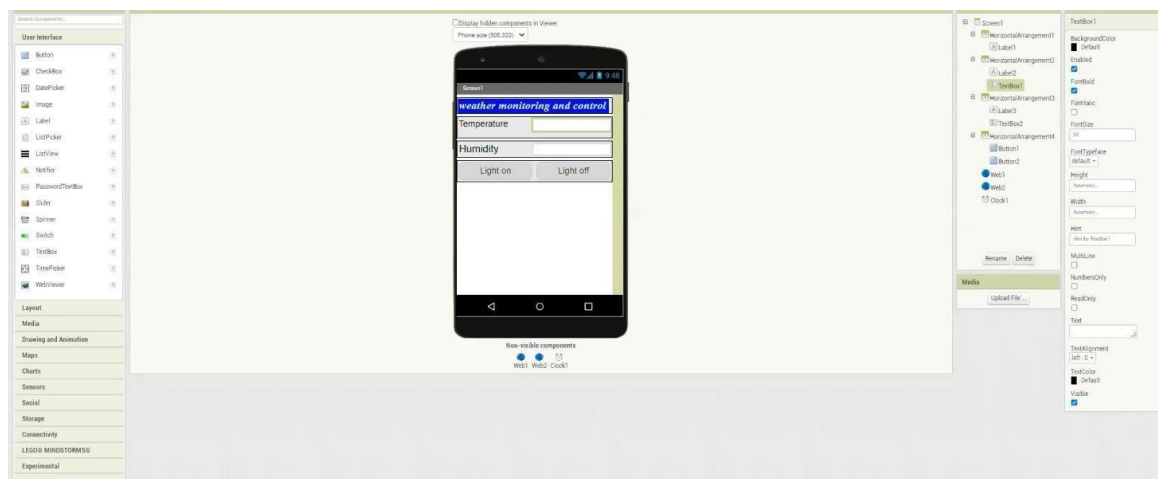 Search Components...
User Interface
Button
CheckBox
DatePicker
Image
Label
ListPicker
ListView
Notifier
PasswordTextBox
Slider
Spinner
Switch
TextBox
TimePicker
WebViewer
Layout
Media
Drawing and Animation
Maps
Charts
Sensors
Social
Storage
Connectivity
LEGO® MINDSTORMS®
Experimental
Display hidden components in Viewer
Phone size (505,320)
9:48
Screen1
weather monitoring and control
Temperature
Humidity
Light on Light off
Non-visible components
Web1 Web2 Clock1
Screen1
HorizontalArrangement1
Label1
HorizontalArrangement2
Label2
TextBox1
HorizontalArrangement3
Label3
TextBox2
HorizontalArrangement4
Button1
Button2
Web1
Web2
Clock1
Rename Delete
Media
Upload File ...
TextBox1
BackgroundColor
Default
Enabled
FontBold
FontItalic
FontSize
FontTypeface
default
Height
Automatic...
Width
Automatic...
Hint
Hint for TextBox1
MultiLine
NumbersOnly
ReadOnly
Text
TextAlignment
left : 0
TextColor
Default
Visible